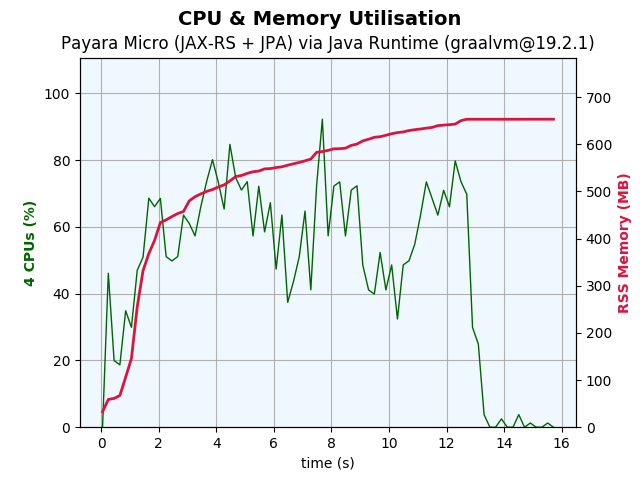 CPU & Memory Utilisation
Payara Micro (JAX-RS + JPA) via Java Runtime (graalvm@19.2.1)
4 CPUs (%)
100
80
60
40
20
0
700
600
500
400
300
200
100
0
RSS Memory (MB)
0 2 4 6 8 10 12 14 16
time (s)